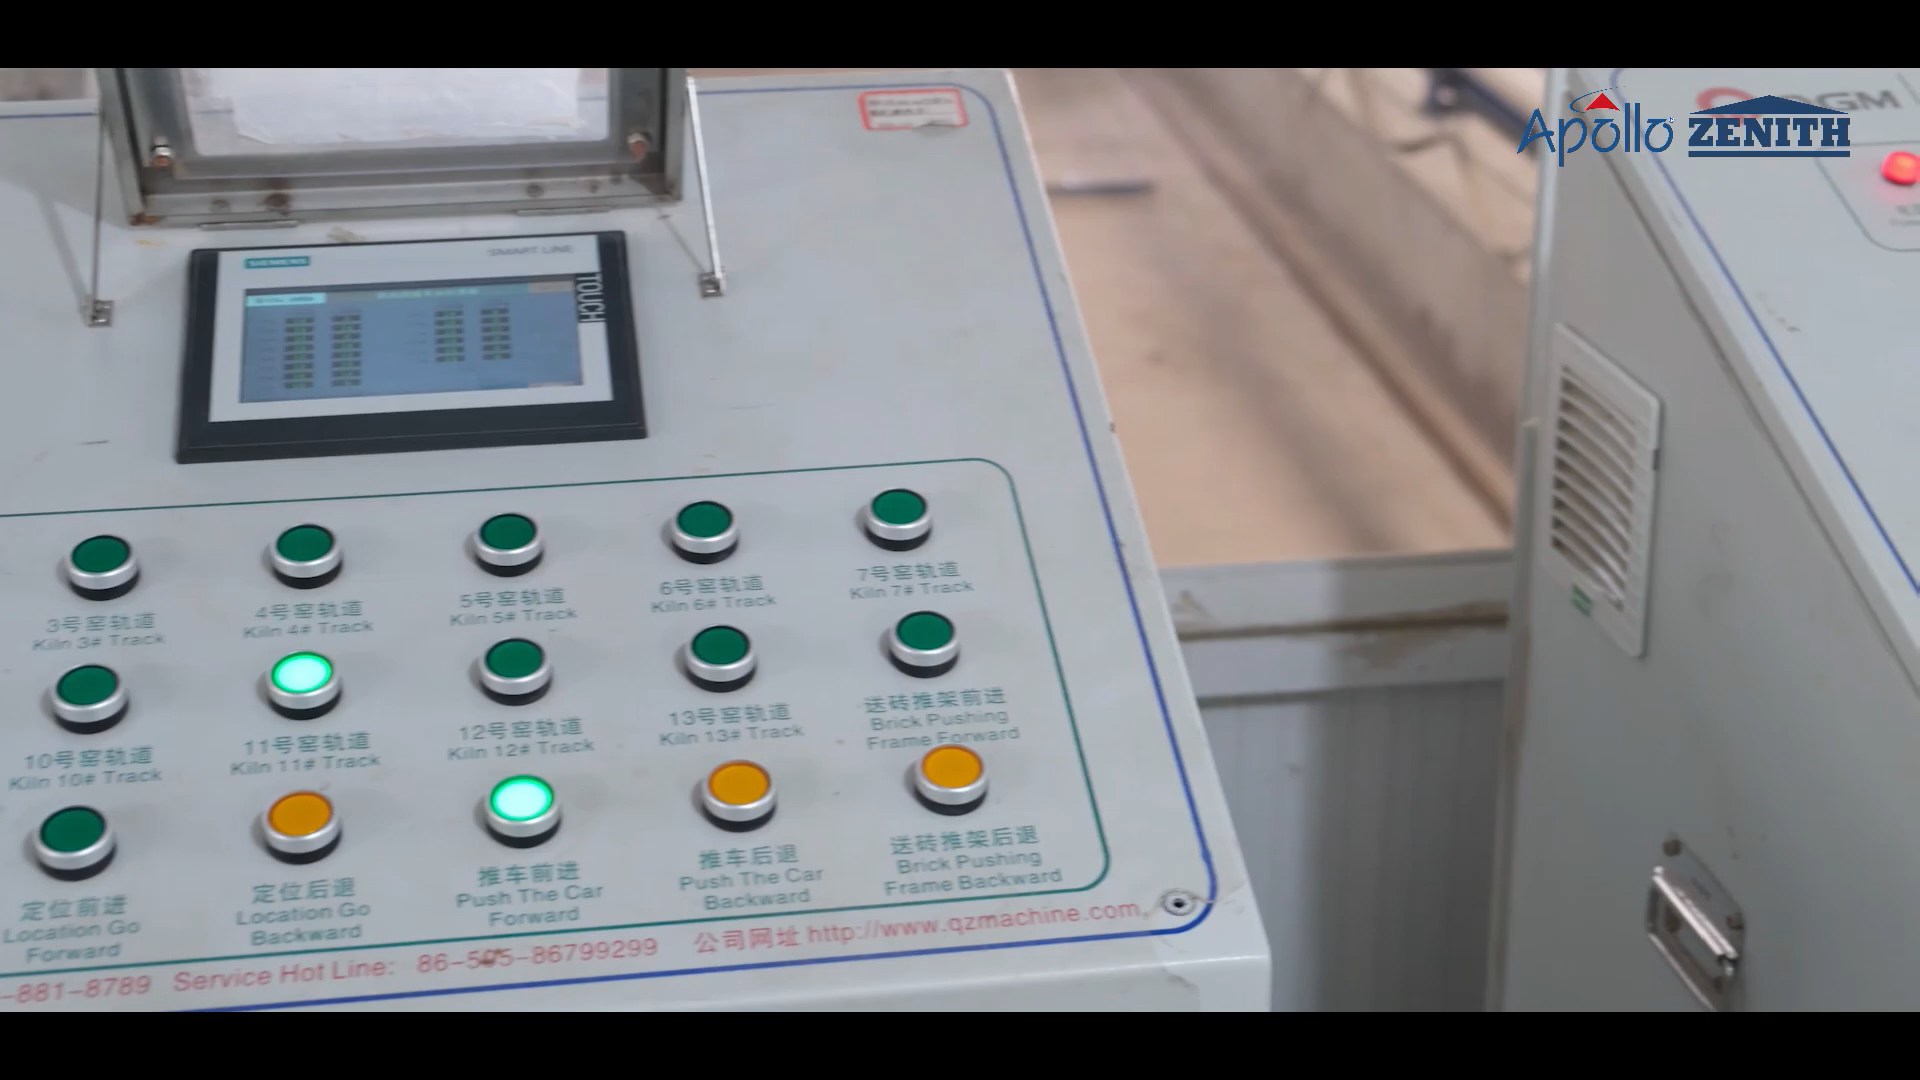 Apollo ZENITH
QGM
SIEMENS
SMART LINE
TOUCH
3号窑轨道
Kiln 3# Track
4号窑轨道
Kiln 4# Track
5号窑轨道
Kiln 5# Track
6号窑轨道
Kiln 6# Track
7号窑轨道
Kiln 7# Track
10号窑轨道
Kiln 10# Track
11号窑轨道
Kiln 11# Track
12号窑轨道
Kiln 12# Track
13号窑轨道
Kiln 13# Track
送砖推架前进
Brick Pushing
Frame Forward
定位前进
Location Go
Forward
定位后退
Location Go
Backward
推车前进
Push The Car
Forward
推车后退
Push The Car
Backward
送砖推架后退
Brick Pushing
Frame Backward
-881-8789 Service Hot Line: 86-595-86799299 公司网址 http://www.qzmachine.com